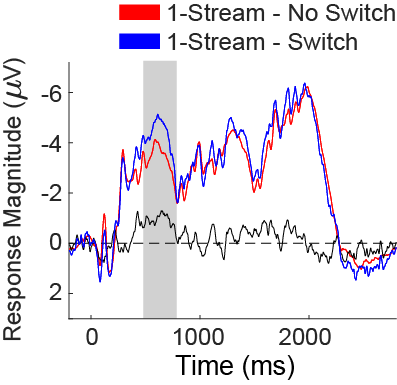 1-Stream - No Switch
1-Stream - Switch
Response Magnitude (μV)
-6
-4
-2
0
2
0
1000
2000
Time (ms)